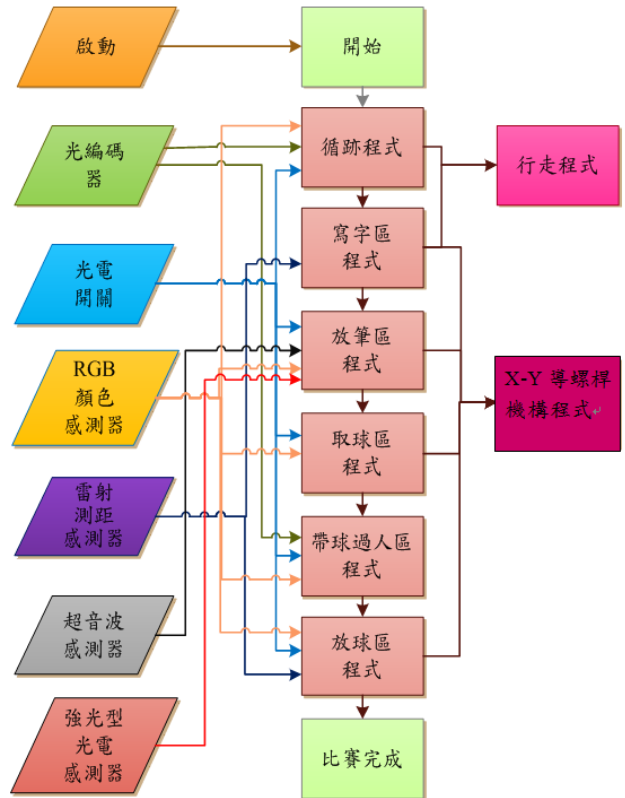 啟動
開始
光編碼
器
循跡程式
行走程式
寫字區
程式
光電
開關
放筆區
程式
RGB
顏色
感測器
X-Y 導螺桿
機構程式
取球區
程式
雷射
測距
感測器
帶球過人區
程式
超音波
感測器
放球區
程式
強光型
光電
感測器
比賽完成